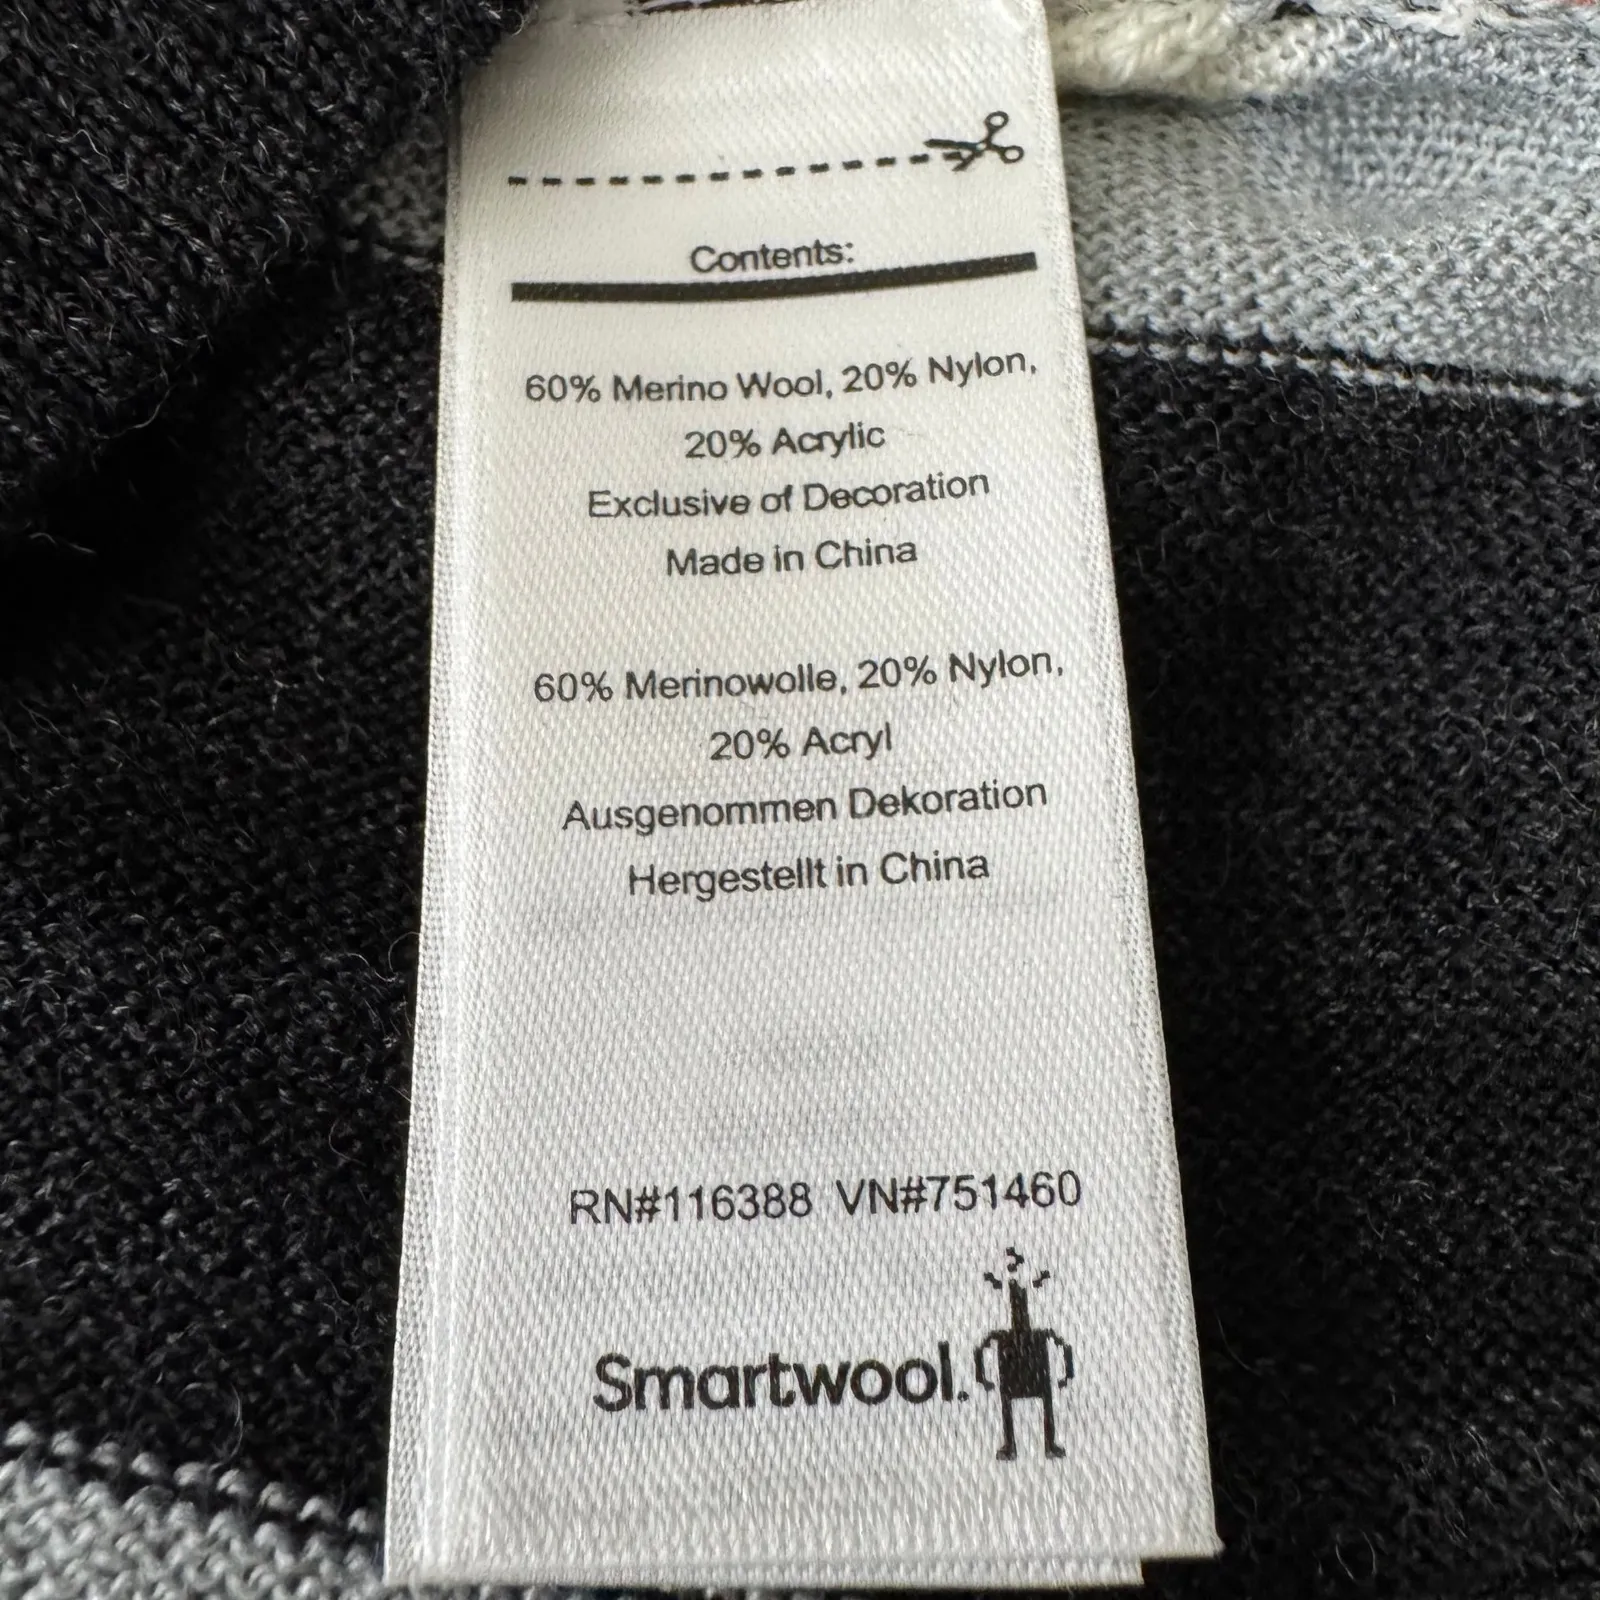 Contents:
60% Merino Wool, 20% Nylon,
20% Acrylic
Exclusive of Decoration
Made in China
60% Merinowolle, 20% Nylon,
20% Acryl
Ausgenommen Dekoration
Hergestellt in China
RN#116388 VN#751460
Smartwool.